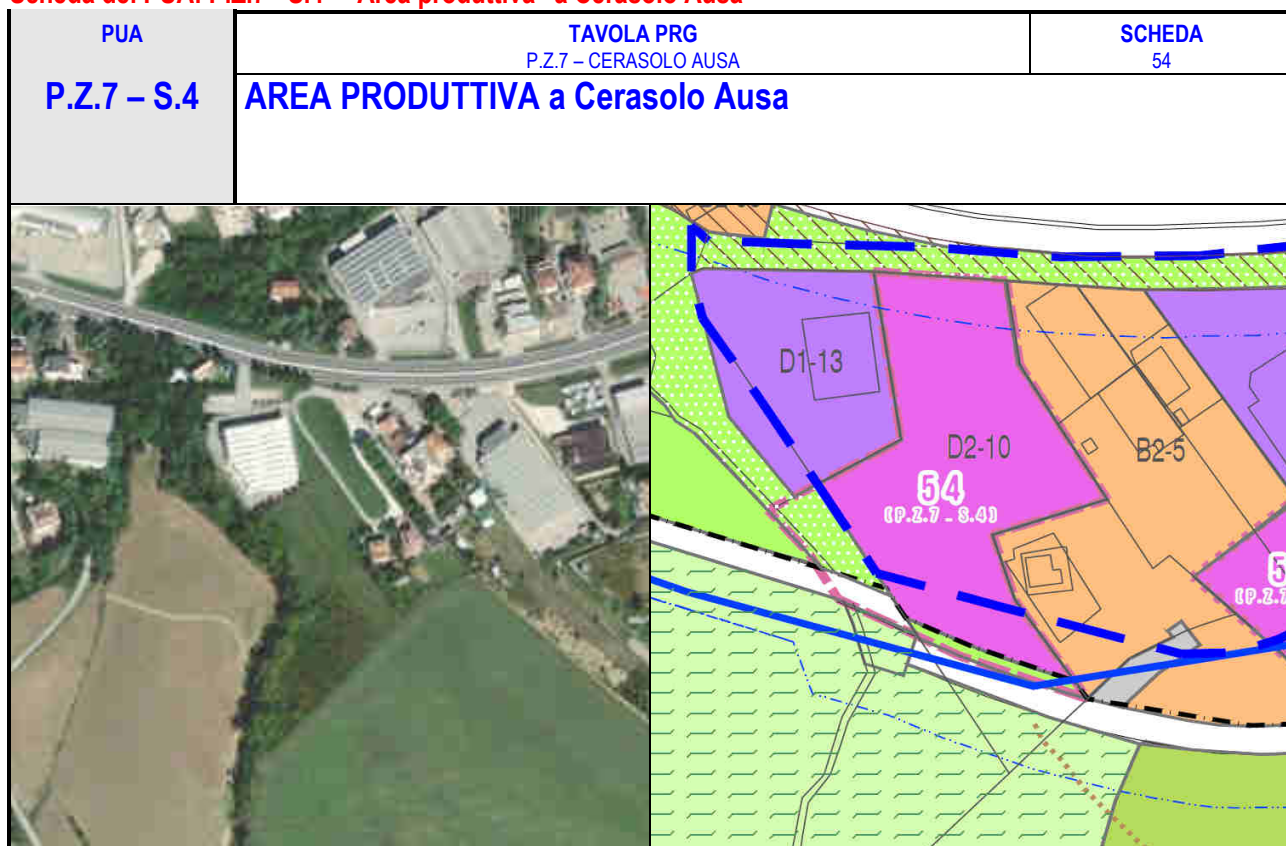 PUA
TAVOLA PRG
SCHEDA
P.Z.7 – CERASOLO AUSA
54
P.Z.7 – S.4
AREA PRODUTTIVA a Cerasolo Ausa
D1-13
D2-10
B2-5
54
(P.Z.7 - S.4)